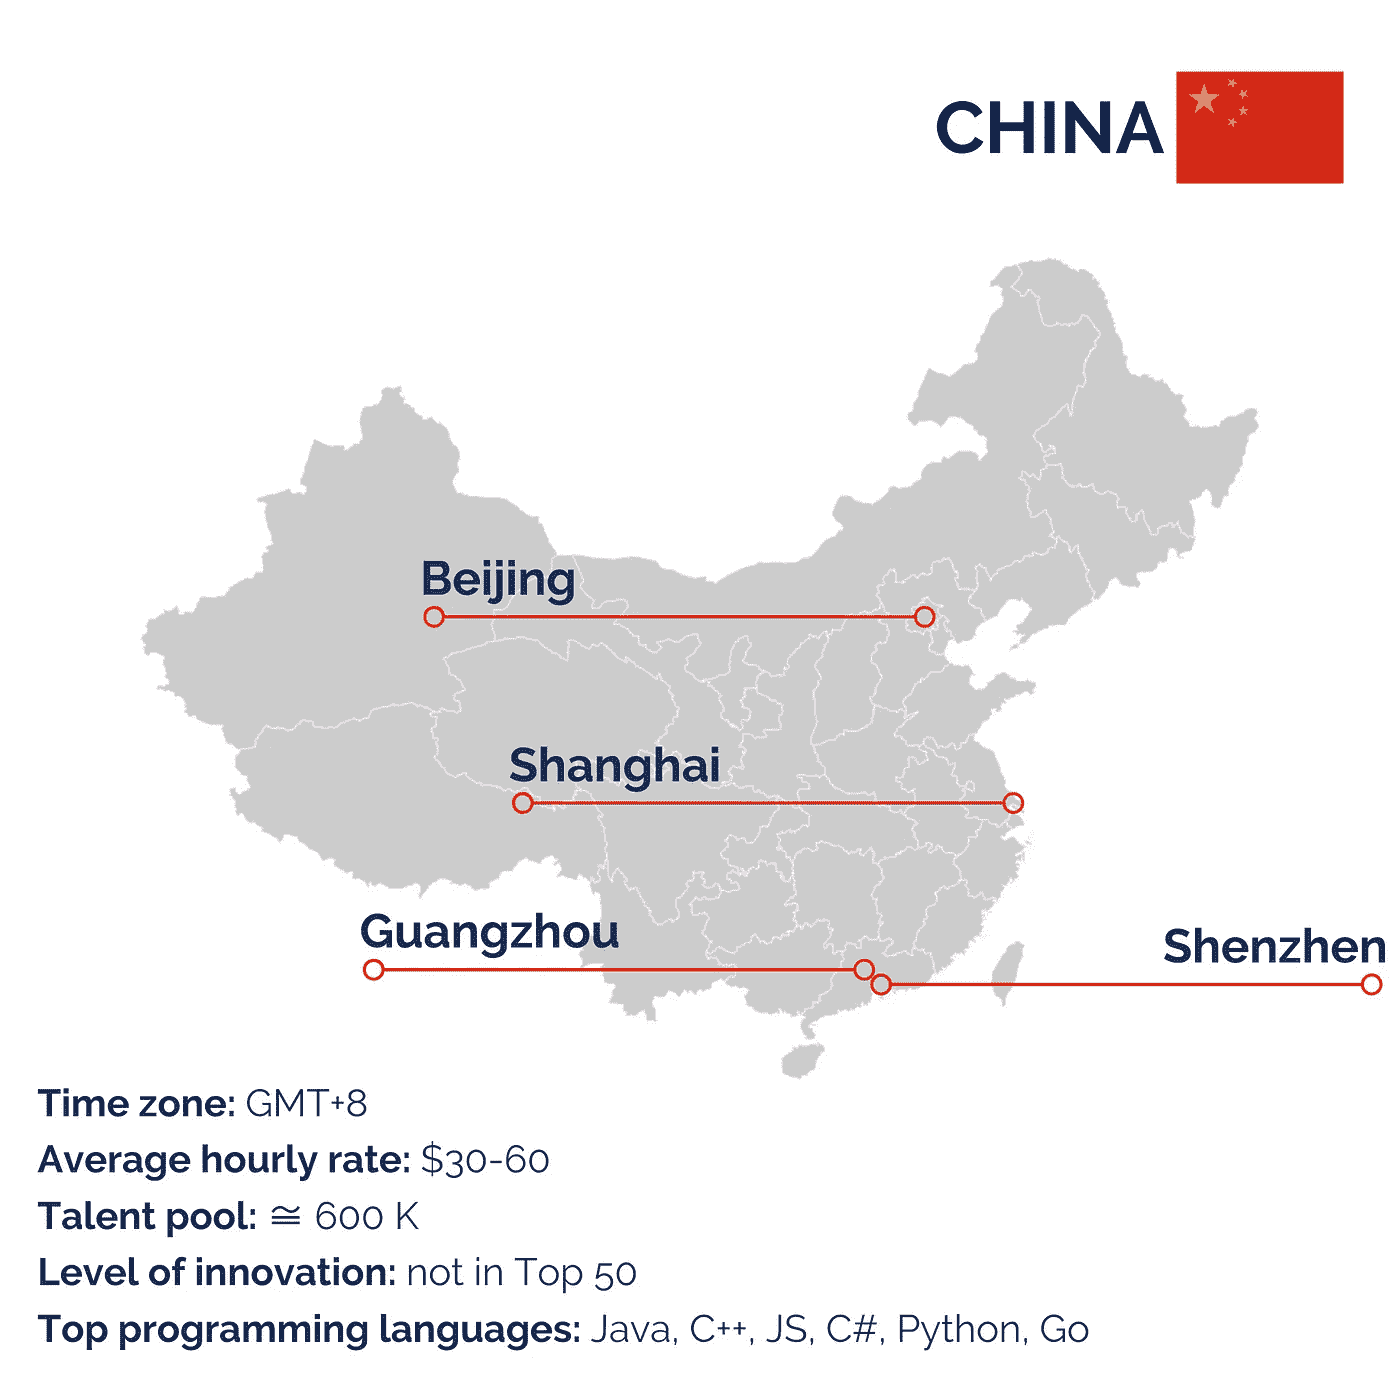 CHINA
Beijing
Shanghai
Guangzhou
Shenzhen
Time zone: GMT+8
Average hourly rate: $30-60
Talent pool: ≅ 600 K
Level of innovation: not in Top 50
Top programming languages: Java, C++, JS, C#, Python, Go